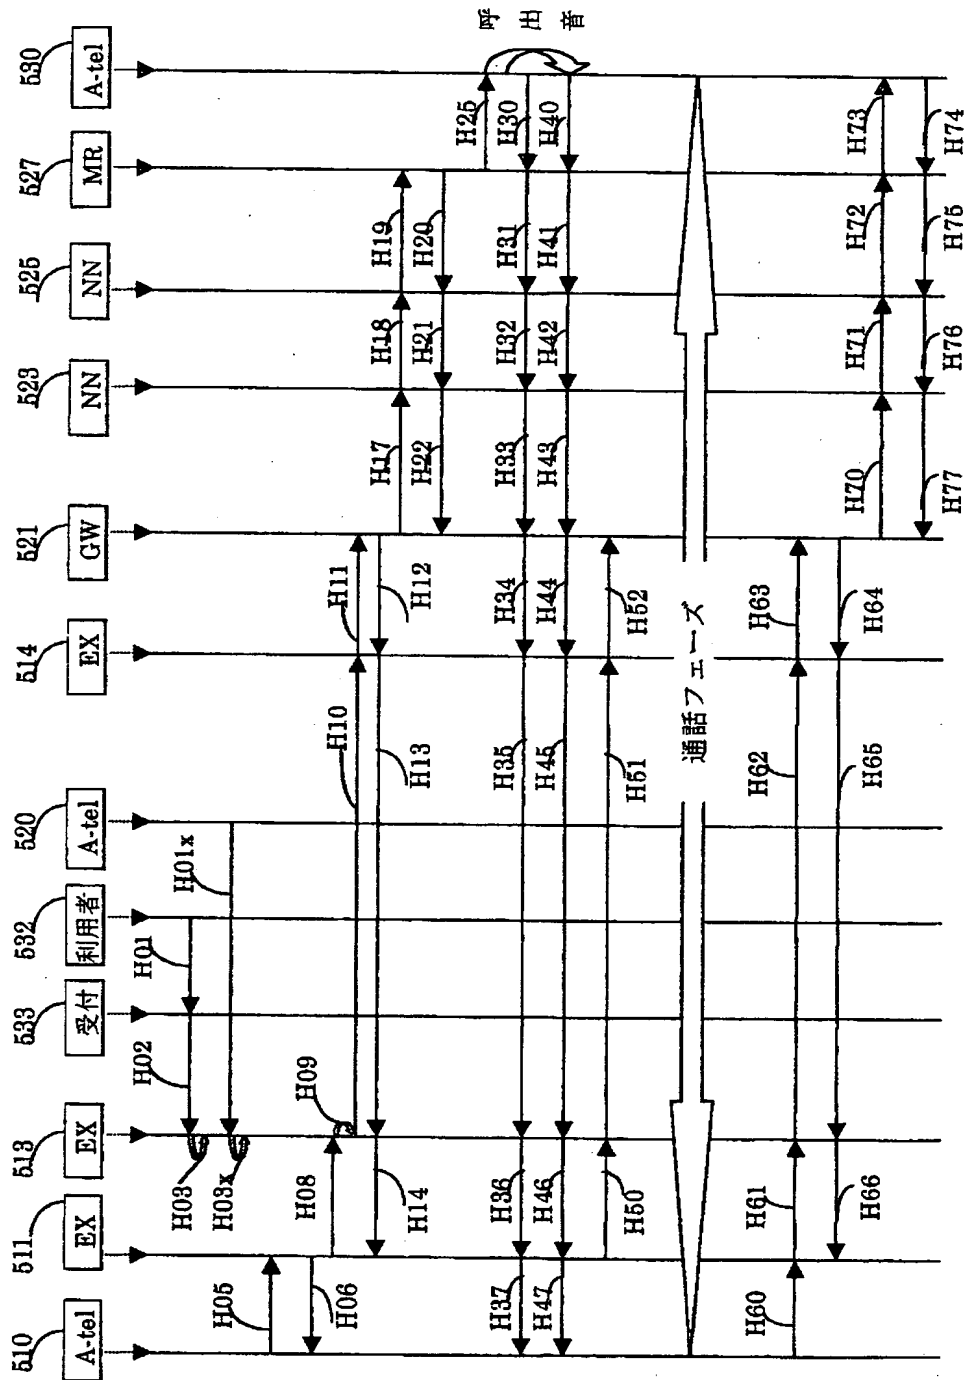 510
A-tel
511
EX
513
EX
533
受付
532
利用者
520
A-tel
514
EX
521
GW
523
NN
525
NN
527
MR
530
A-tel
H01
H02
H03
H01x
H03x
H05
H06
H08
H09
H10
H11
H12
H13
H14
H17
H18
H19
H20
H21
H22
H25
呼出音
H30
H31
H32
H33
H34
H35
H36
H37
H40
H41
H42
H43
H44
H45
H46
H47
H50
H51
H52
通話フェーズ
H60
H61
H62
H63
H64
H65
H66
H70
H71
H72
H73
H74
H75
H76
H77